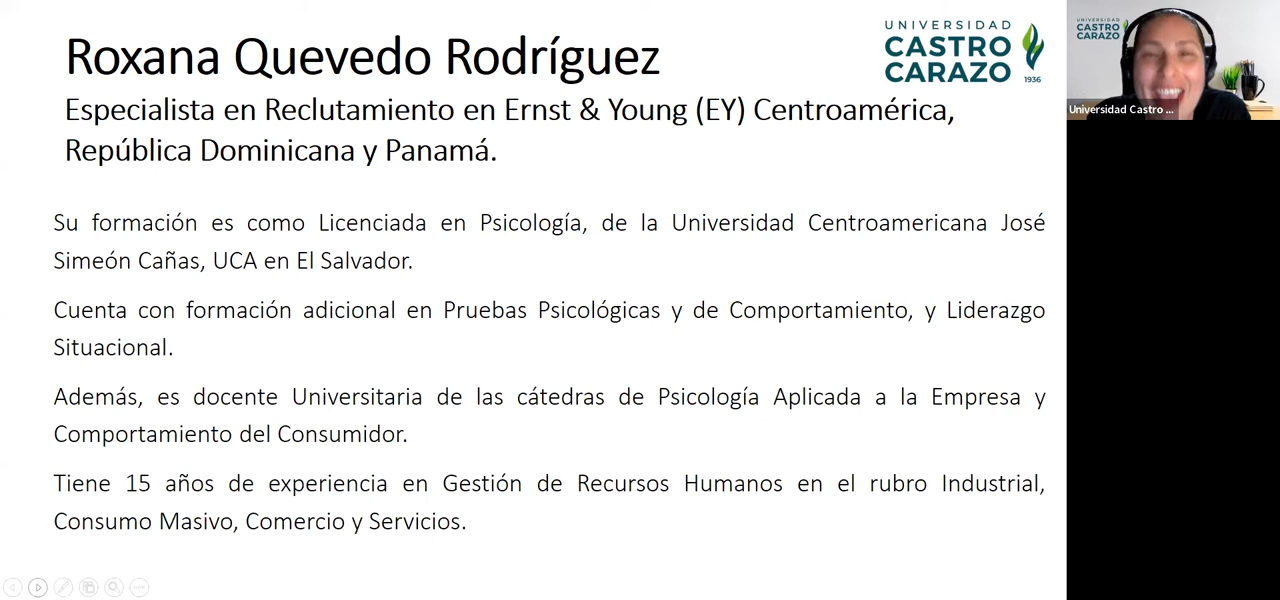 Roxana Quevedo Rodríguez
Especialista en Reclutamiento en Ernst & Young (EY) Centroamérica,
República Dominicana y Panamá.
UNIVERSIDAD
CASTRO
CARAZO
1936
UNIVERSIDAD
CASTRO
CARAZO
Universidad Castro ...
Su formación es como Licenciada en Psicología, de la Universidad Centroamericana José
Simeón Cañas, UCA en El Salvador.
Cuenta con formación adicional en Pruebas Psicológicas y de Comportamiento, y Liderazgo
Situacional.
Además, es docente Universitaria de las cátedras de Psicología Aplicada a la Empresa y
Comportamiento del Consumidor.
Tiene 15 años de experiencia en Gestión de Recursos Humanos en el rubro Industrial,
Consumo Masivo, Comercio y Servicios.